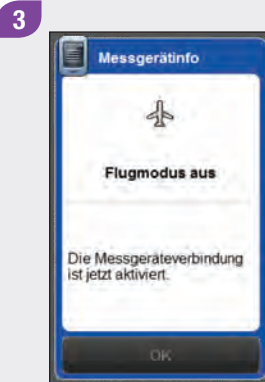 3
Messgerätinfo
Flugmodus aus
Die Messgeräteverbindung
ist jetzt aktiviert.
OK